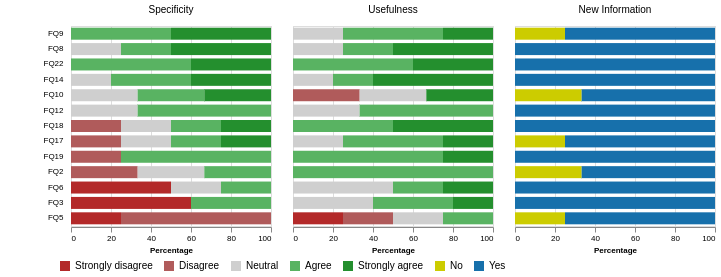 Specificity
Usefulness
New Information
FQ9
FQ8
FQ22
FQ14
FQ10
FQ12
FQ18
FQ17
FQ19
FQ2
FQ6
FQ3
FQ5
0 20 40 60 80 100
0 20 40 60 80 100
0 20 40 60 80 100
Percentage
Percentage
Percentage
Strongly disagree Disagree Neutral Agree Strongly agree No Yes